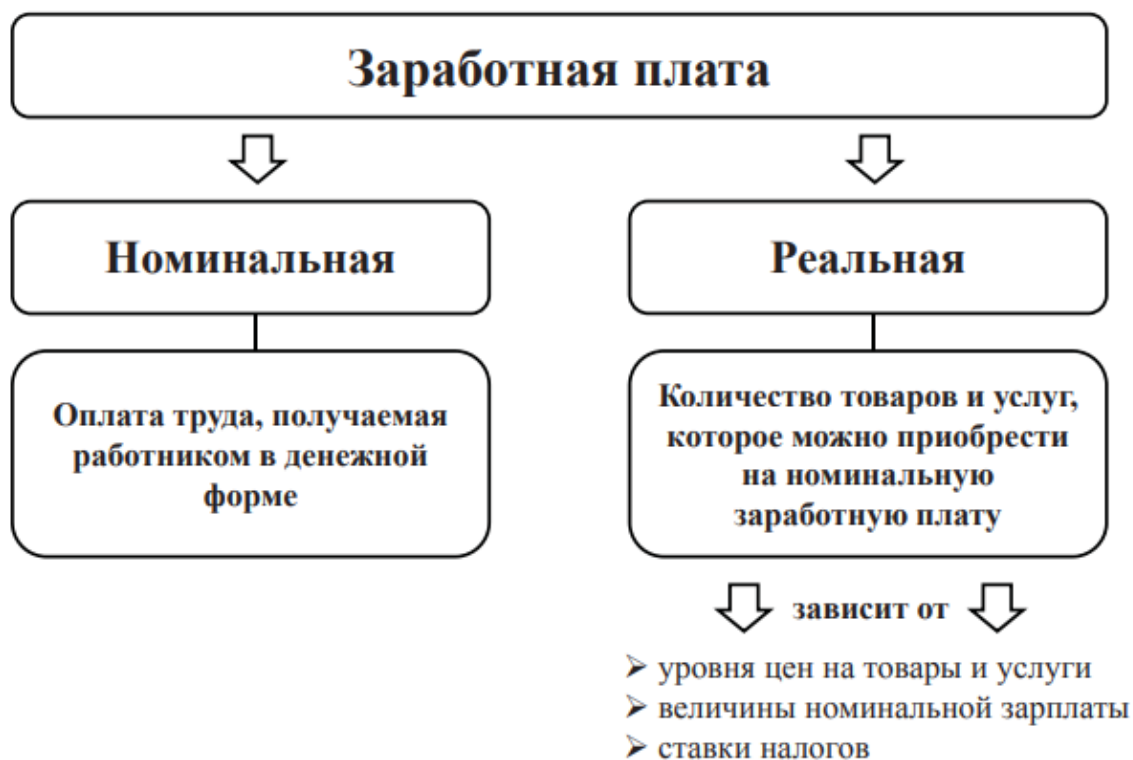 Заработная плата
Номинальная
Реальная
Оплата труда, получаемая
работником в денежной
форме
Количество товаров и услуг,
которое можно приобрести
на номинальную
заработную плату
зависит от
➢ уровня цен на товары и услуги
➢ величины номинальной зарплаты
➢ ставки налогов